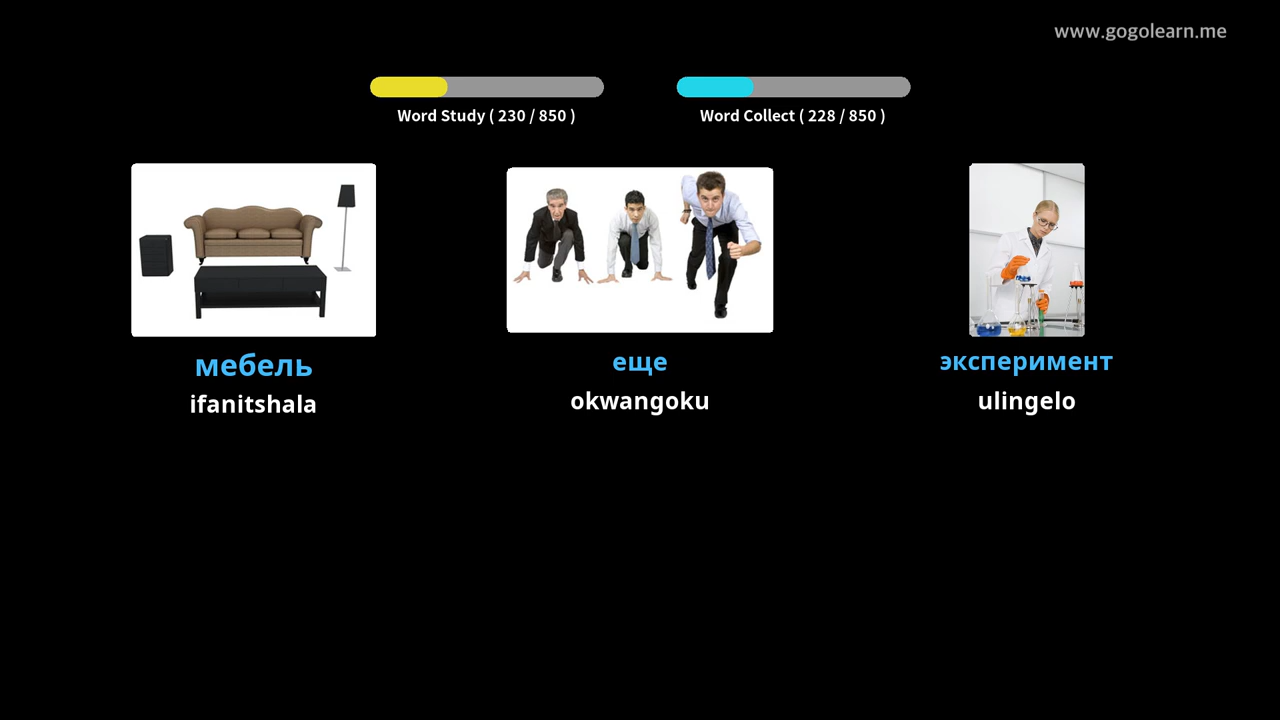 www.gogolearn.me
Word Study ( 230 / 850 )
Word Collect ( 228 / 850 )
мебель
ifanitshala
еще
okwangoku
эксперимент
ulingelo